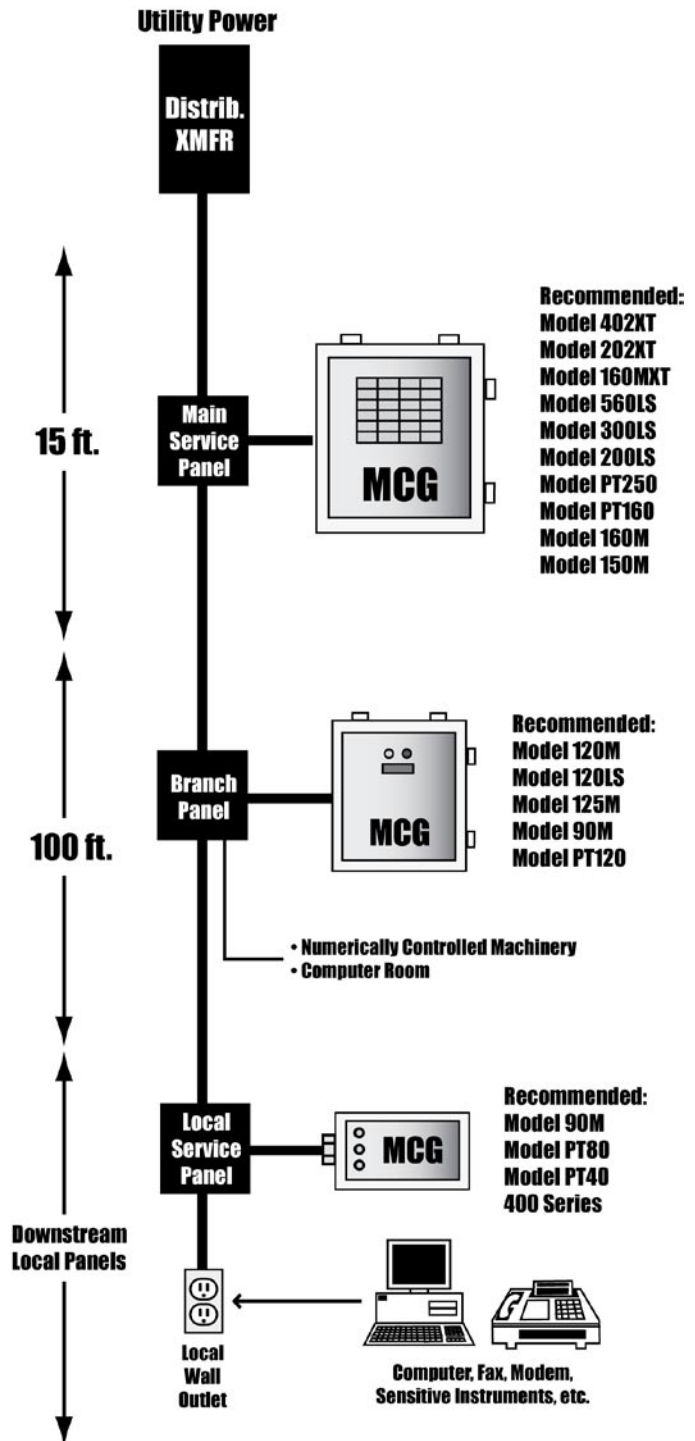 Utility Power
Distrib.
XMFR
15 ft.
Main
Service
Panel
MCG
Recommended:
Model 402XT
Model 202XT
Model 160MXT
Model 560LS
Model 300LS
Model 200LS
Model PT250
Model PT160
Model 160M
Model 150M
100 ft.
Branch
Panel
MCG
Recommended:
Model 120M
Model 120LS
Model 125M
Model 90M
Model PT120
• Numerically Controlled Machinery
• Computer Room
Local
Service
Panel
MCG
Recommended:
Model 90M
Model PT80
Model PT40
400 Series
Downstream
Local Panels
Local
Wall
Outlet
Computer, Fax, Modem,
Sensitive Instruments, etc.